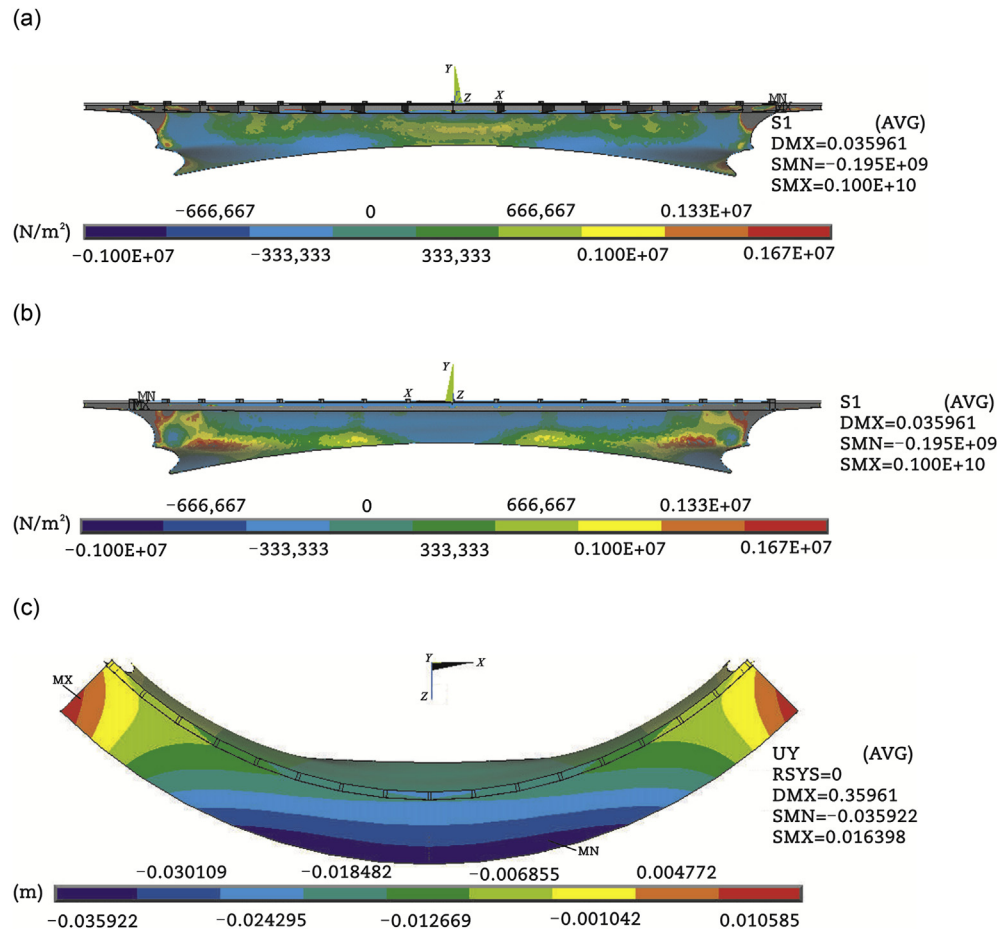 (a)
Y
Z X
MN
MX
S1 (AVG)
DMX=0.035961
SMN=−0.195E+09
SMX=0.100E+10
−666,667 0 666,667 0.133E+07
(N/m²)
−0.100E+07 −333,333 333,333 0.100E+07 0.167E+07
(b)
Y
X Z
MN
MX
S1 (AVG)
DMX=0.035961
SMN=−0.195E+09
SMX=0.100E+10
−666,667 0 666,667 0.133E+07
(N/m²)
−0.100E+07 −333,333 333,333 0.100E+07 0.167E+07
(c)
Y
X
MX
Z
UY (AVG)
RSYS=0
DMX=0.35961
SMN=−0.035922
SMX=0.016398
MN
−0.030109 −0.018482 −0.006855 0.004772
(m)
−0.035922 −0.024295 −0.012669 −0.001042 0.010585